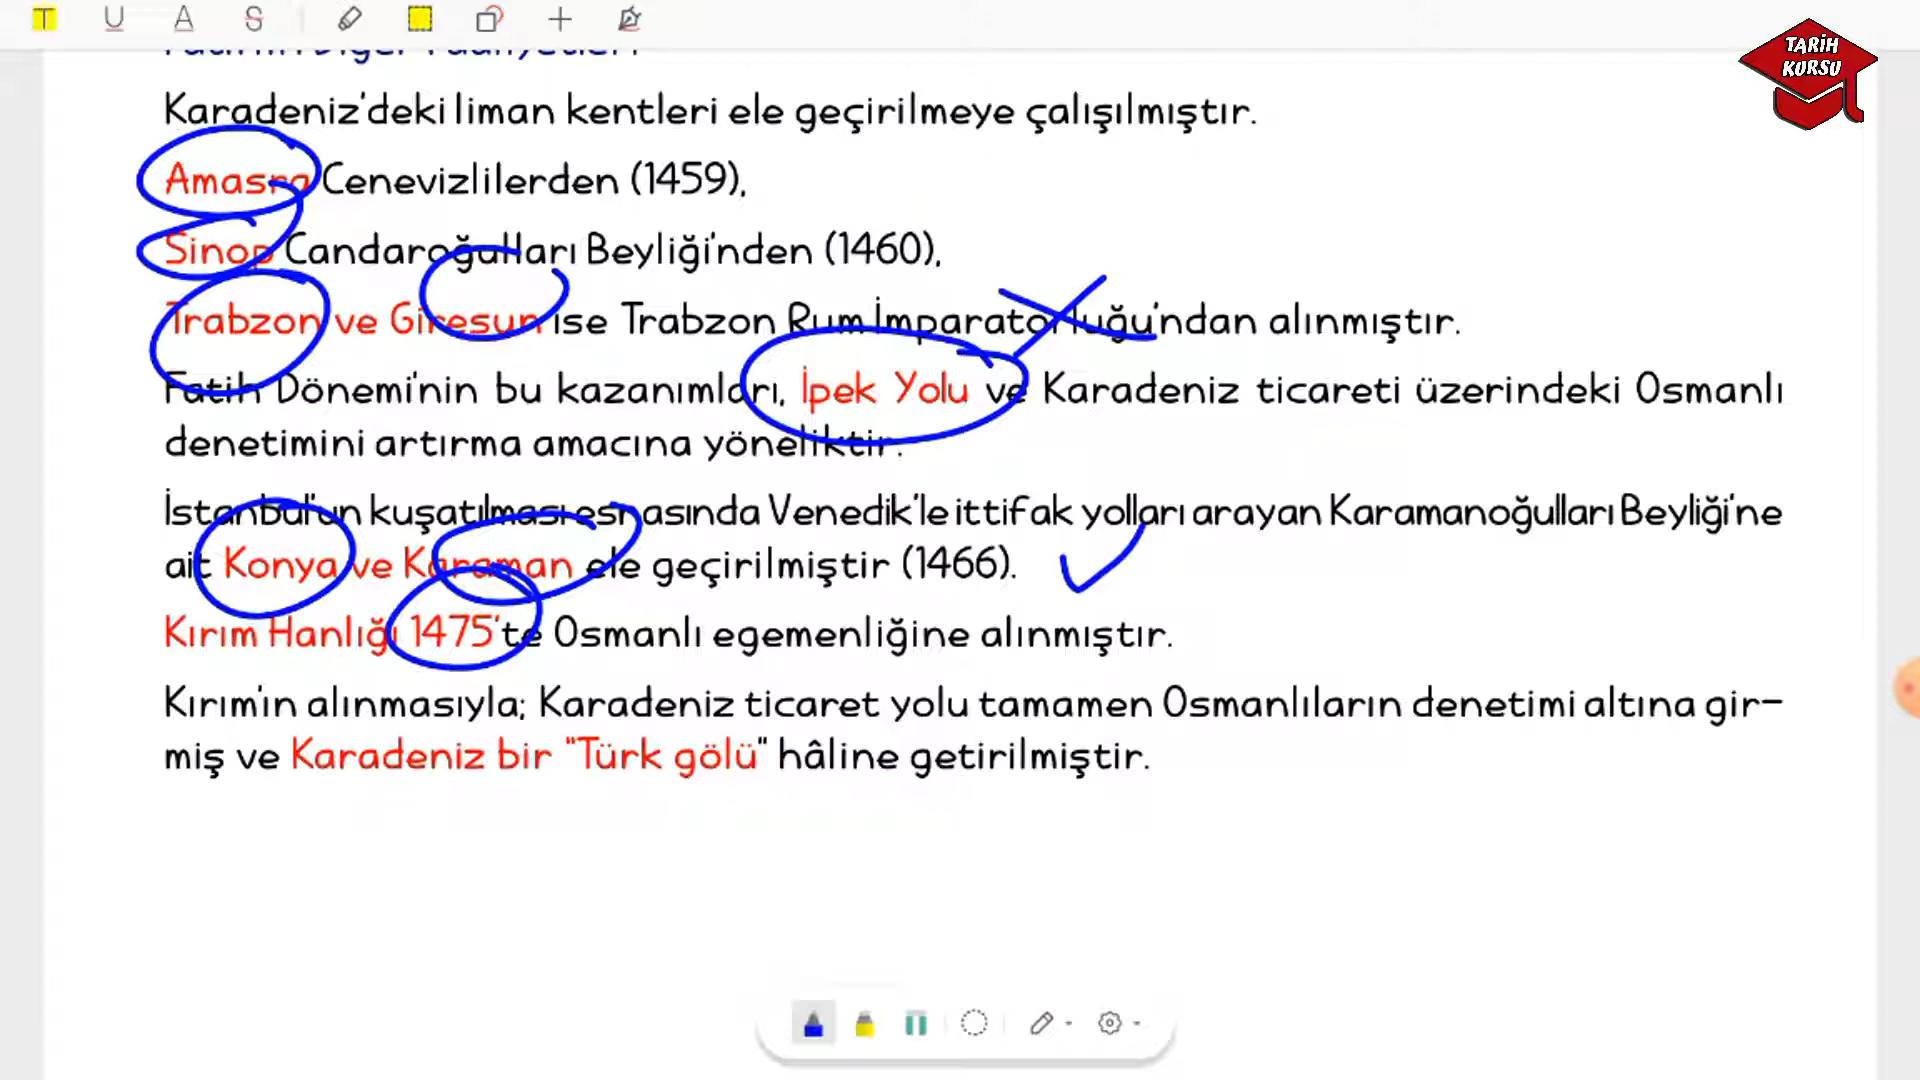 Fatih'in Diğer Faaliyetleri
TARİH
KURSU
Karadeniz'deki liman kentleri ele geçirilmeye çalışılmıştır.
Amasra Cenevizlilerden (1459),
Sinop Candaroğulları Beyliği'nden (1460),
Trabzon ve Giresun ise Trabzon Rum İmparatorluğu'ndan alınmıştır.
Fatih Dönemi'nin bu kazanımları, İpek Yolu ve Karadeniz ticareti üzerindeki Osmanlı
denetimini artırma amacına yöneliktir.
İstanbul'un kuşatılması esnasında Venedik'le ittifak yolları arayan Karamanoğulları Beyliği'ne
ait Konya ve Karaman ele geçirilmiştir (1466).
Kırım Hanlığı 1475'te Osmanlı egemenliğine alınmıştır.
Kırım'ın alınmasıyla; Karadeniz ticaret yolu tamamen Osmanlıların denetimi altına gir-
miş ve Karadeniz bir "Türk gölü" hâline getirilmiştir.